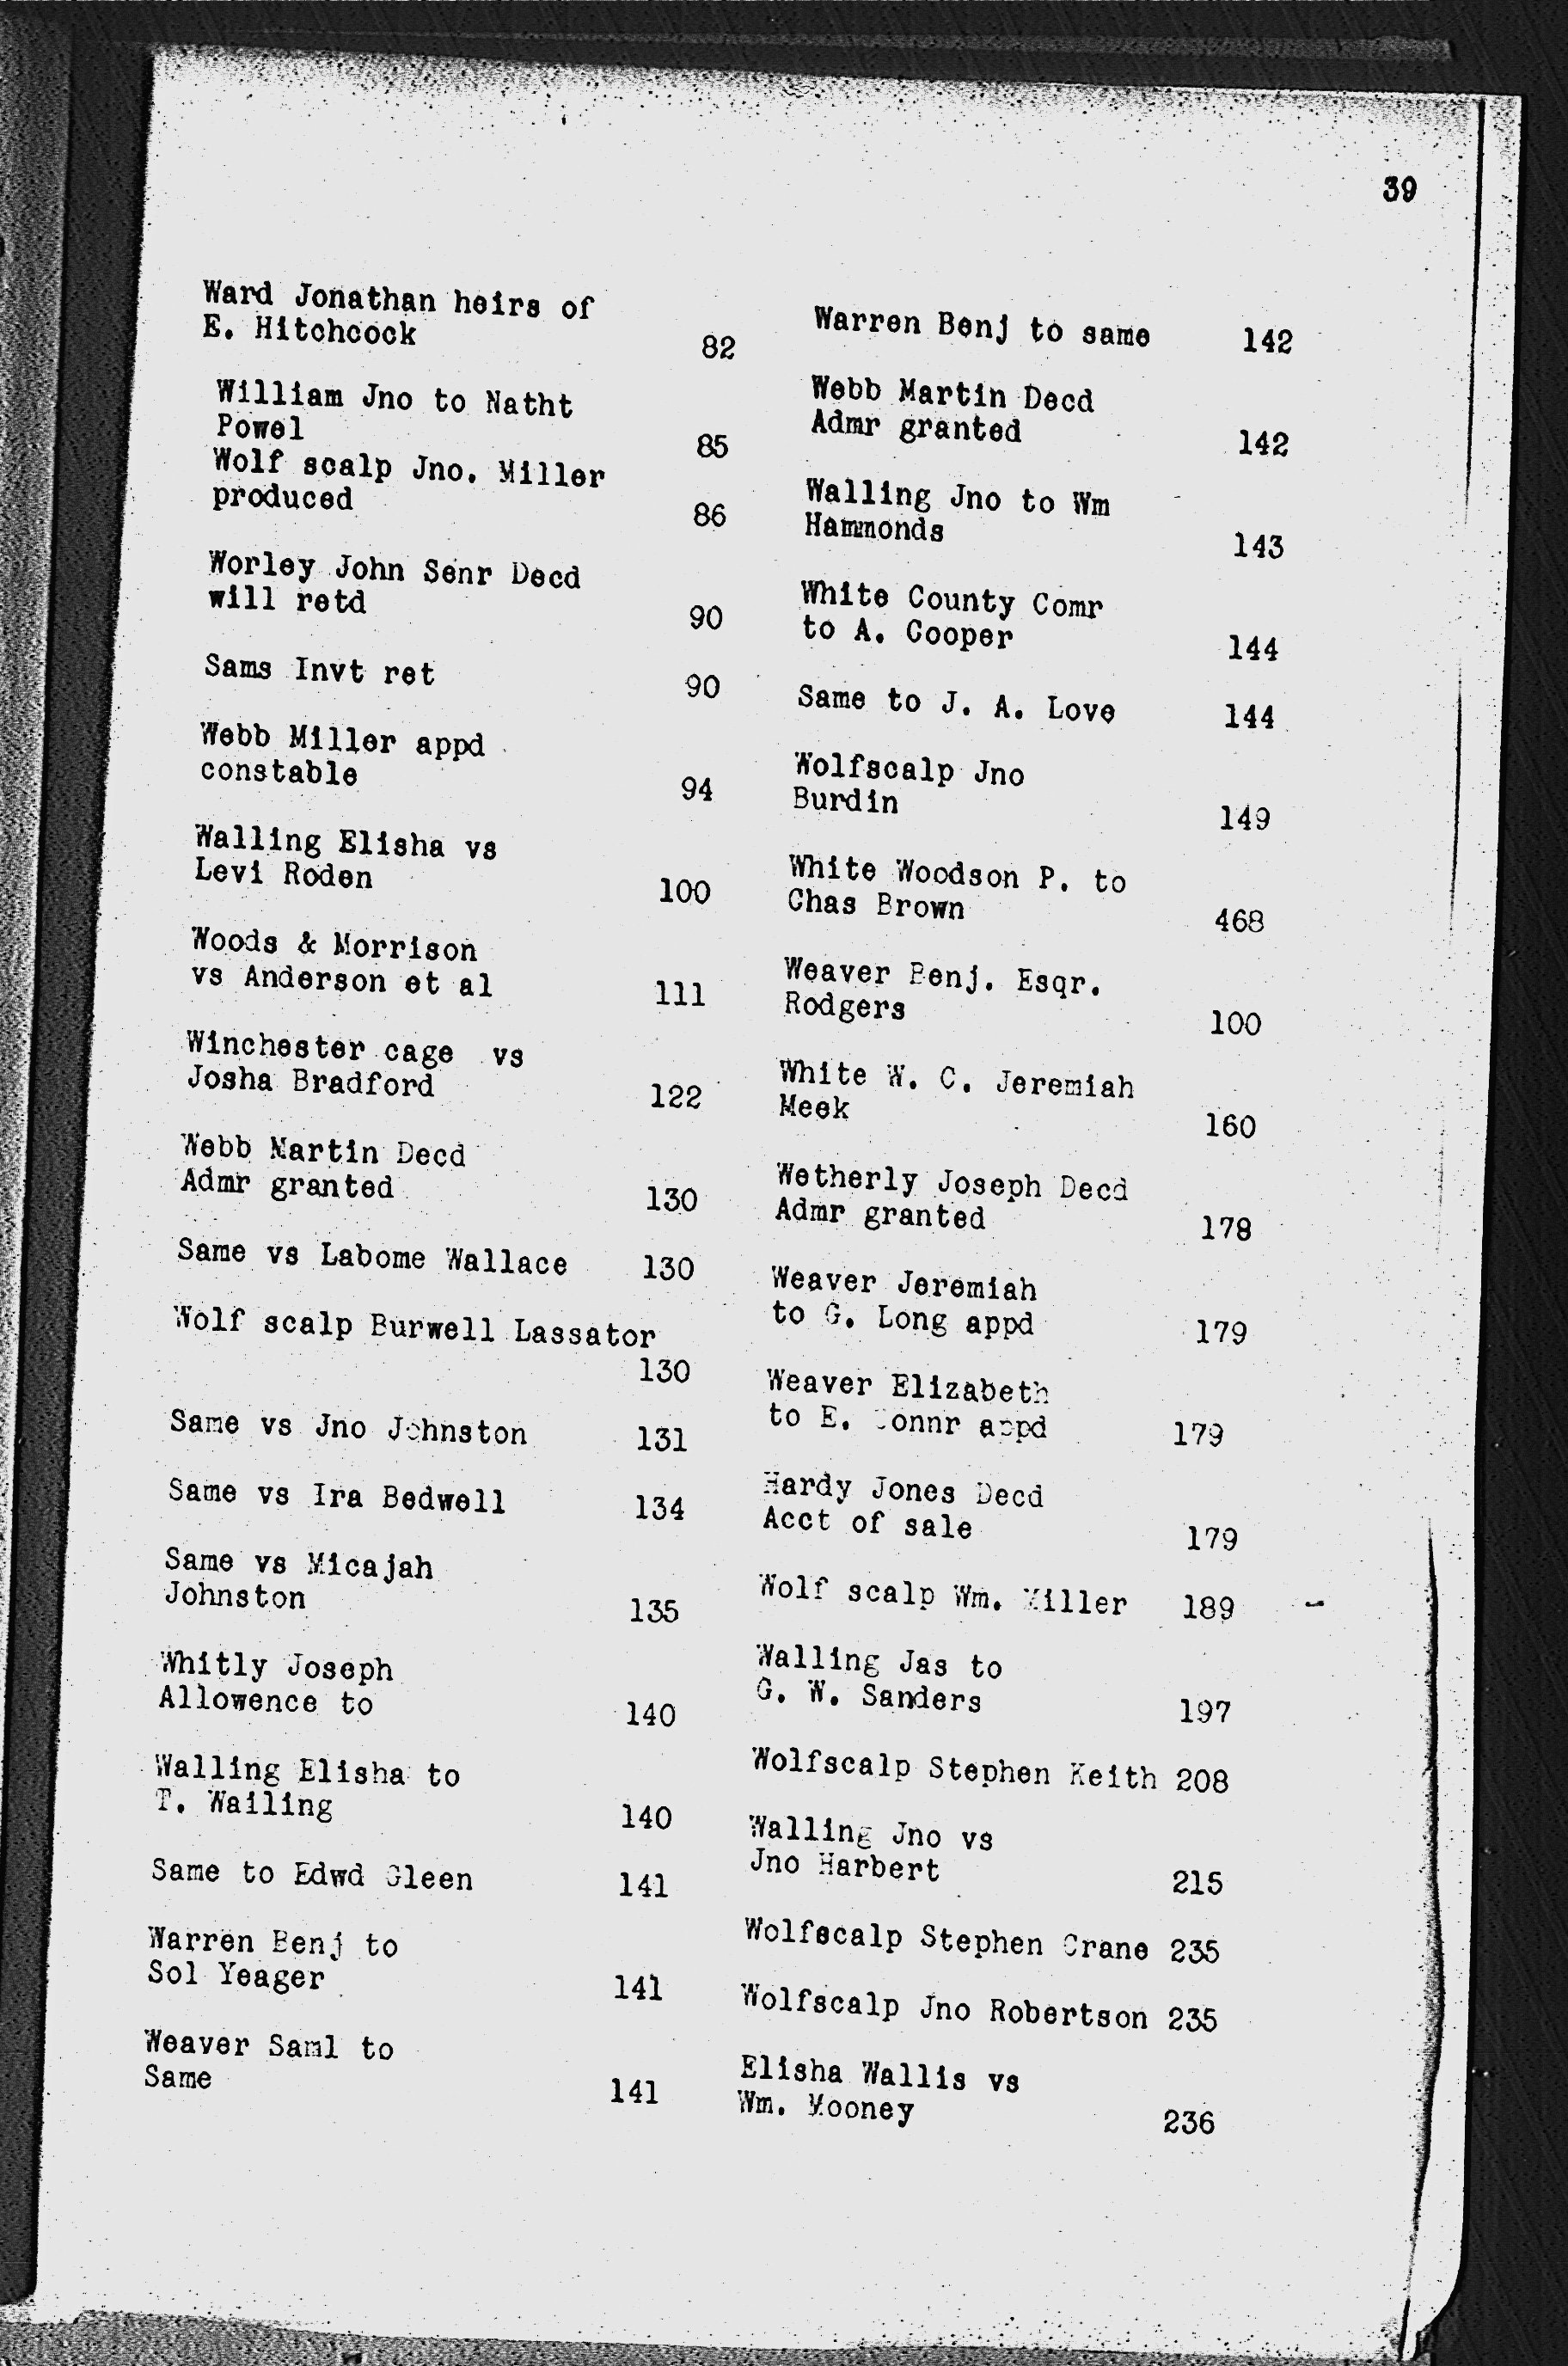 39
Ward Jonathan heirs of
E. Hitchcock 82
William Jno to Natht
Powel 85
Wolf scalp Jno. Miller
produced 86
Worley John Senr Decd
will retd 90
Sams Invt ret 90
Webb Miller appd
constable 94
Walling Elisha vs
Levi Roden 100
Woods & Morrison
vs Anderson et al 111
Winchester cage vs
Josha Bradford 122
Webb Martin Decd
Admr granted 130
Same vs Labome Wallace 130
Wolf scalp Burwell Lassator
130
Same vs Jno Johnston 131
Same vs Ira Bedwell 134
Same vs Micajah
Johnston 135
Whitly Joseph
Allowence to 140
Walling Elisha to
T. Wailing 140
Same to Edwd Gleen 141
Warren Benj to
Sol Yeager 141
Weaver Saml to
Same 141
Warren Benj to same 142
Webb Martin Decd
Admr granted 142
Walling Jno to Wm
Hammonds 143
White County Comr
to A. Cooper 144
Same to J. A. Love 144
Wolfscalp Jno
Burdin 149
White Woodson P. to
Chas Brown 468
Weaver Benj. Esqr.
Rodgers 100
White W. C. Jeremiah
Meek 160
Wetherly Joseph Decd
Admr granted 178
Weaver Jeremiah
to G. Long appd 179
Weaver Elizabeth
to E. appd 179
Hardy Jones Decd
Acct of sale 179
Wolf scalp Wm. Miller 189
Walling Jas to
G. W. Sanders 197
Wolfscalp Stephen Keith 208
Walling Jno vs
Jno Harbert 215
Wolfscalp Stephen Crane 235
Wolfscalp Jno Robertson 235
Elisha Wallis vs
Wm. Mooney 236